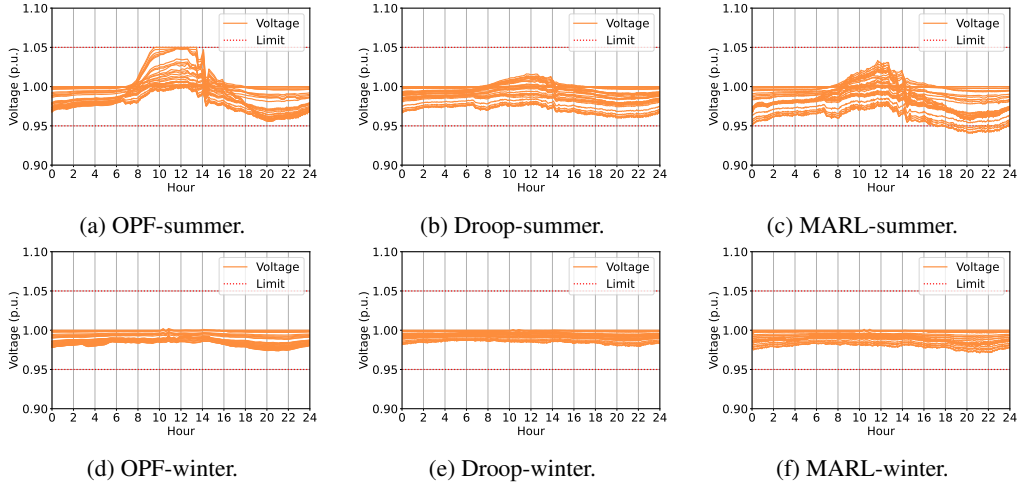 1.10
1.05
1.00
0.95
0.90
Voltage (p.u.)
Voltage
Limit
0 2 4 6 8 10 12 14 16 18 20 22 24
Hour
(a) OPF-summer.
1.10
1.05
1.00
0.95
0.90
Voltage (p.u.)
Voltage
Limit
0 2 4 6 8 10 12 14 16 18 20 22 24
Hour
(b) Droop-summer.
1.10
1.05
1.00
0.95
0.90
Voltage (p.u.)
Voltage
Limit
0 2 4 6 8 10 12 14 16 18 20 22 24
Hour
(c) MARL-summer.
1.10
1.05
1.00
0.95
0.90
Voltage (p.u.)
Voltage
Limit
0 2 4 6 8 10 12 14 16 18 20 22 24
Hour
(d) OPF-winter.
1.10
1.05
1.00
0.95
0.90
Voltage (p.u.)
Voltage
Limit
0 2 4 6 8 10 12 14 16 18 20 22 24
Hour
(e) Droop-winter.
1.10
1.05
1.00
0.95
0.90
Voltage (p.u.)
Voltage
Limit
0 2 4 6 8 10 12 14 16 18 20 22 24
Hour
(f) MARL-winter.